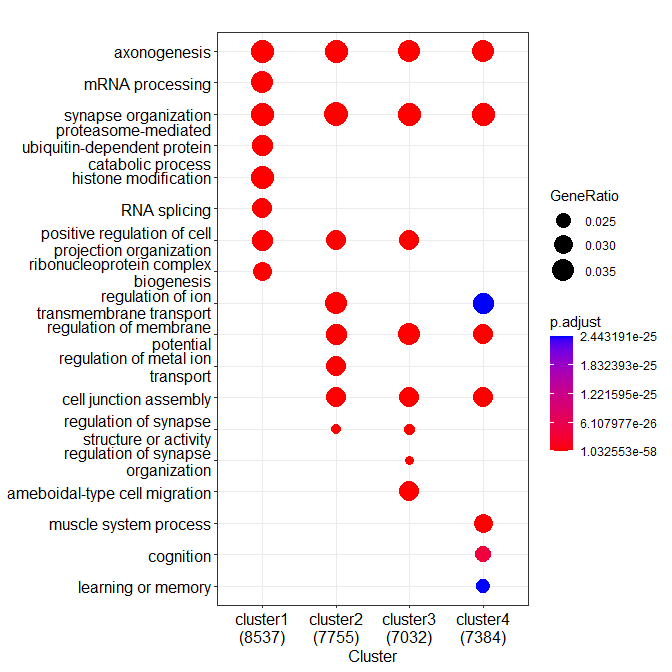 axonogenesis
mRNA processing
synapse organization
proteasome-mediated
ubiquitin-dependent protein
catabolic process
histone modification
RNA splicing
positive regulation of cell
projection organization
ribonucleoprotein complex
biogenesis
regulation of ion
transmembrane transport
regulation of membrane
potential
regulation of metal ion
transport
cell junction assembly
regulation of synapse
structure or activity
regulation of synapse
organization
ameboidal-type cell migration
muscle system process
cognition
learning or memory
cluster1 cluster2 cluster3 cluster4
(8537) (7755) (7032) (7384)
Cluster
GeneRatio
0.025
0.030
0.035
p.adjust
2.443191e-25
1.832393e-25
1.221595e-25
6.107977e-26
1.032553e-58